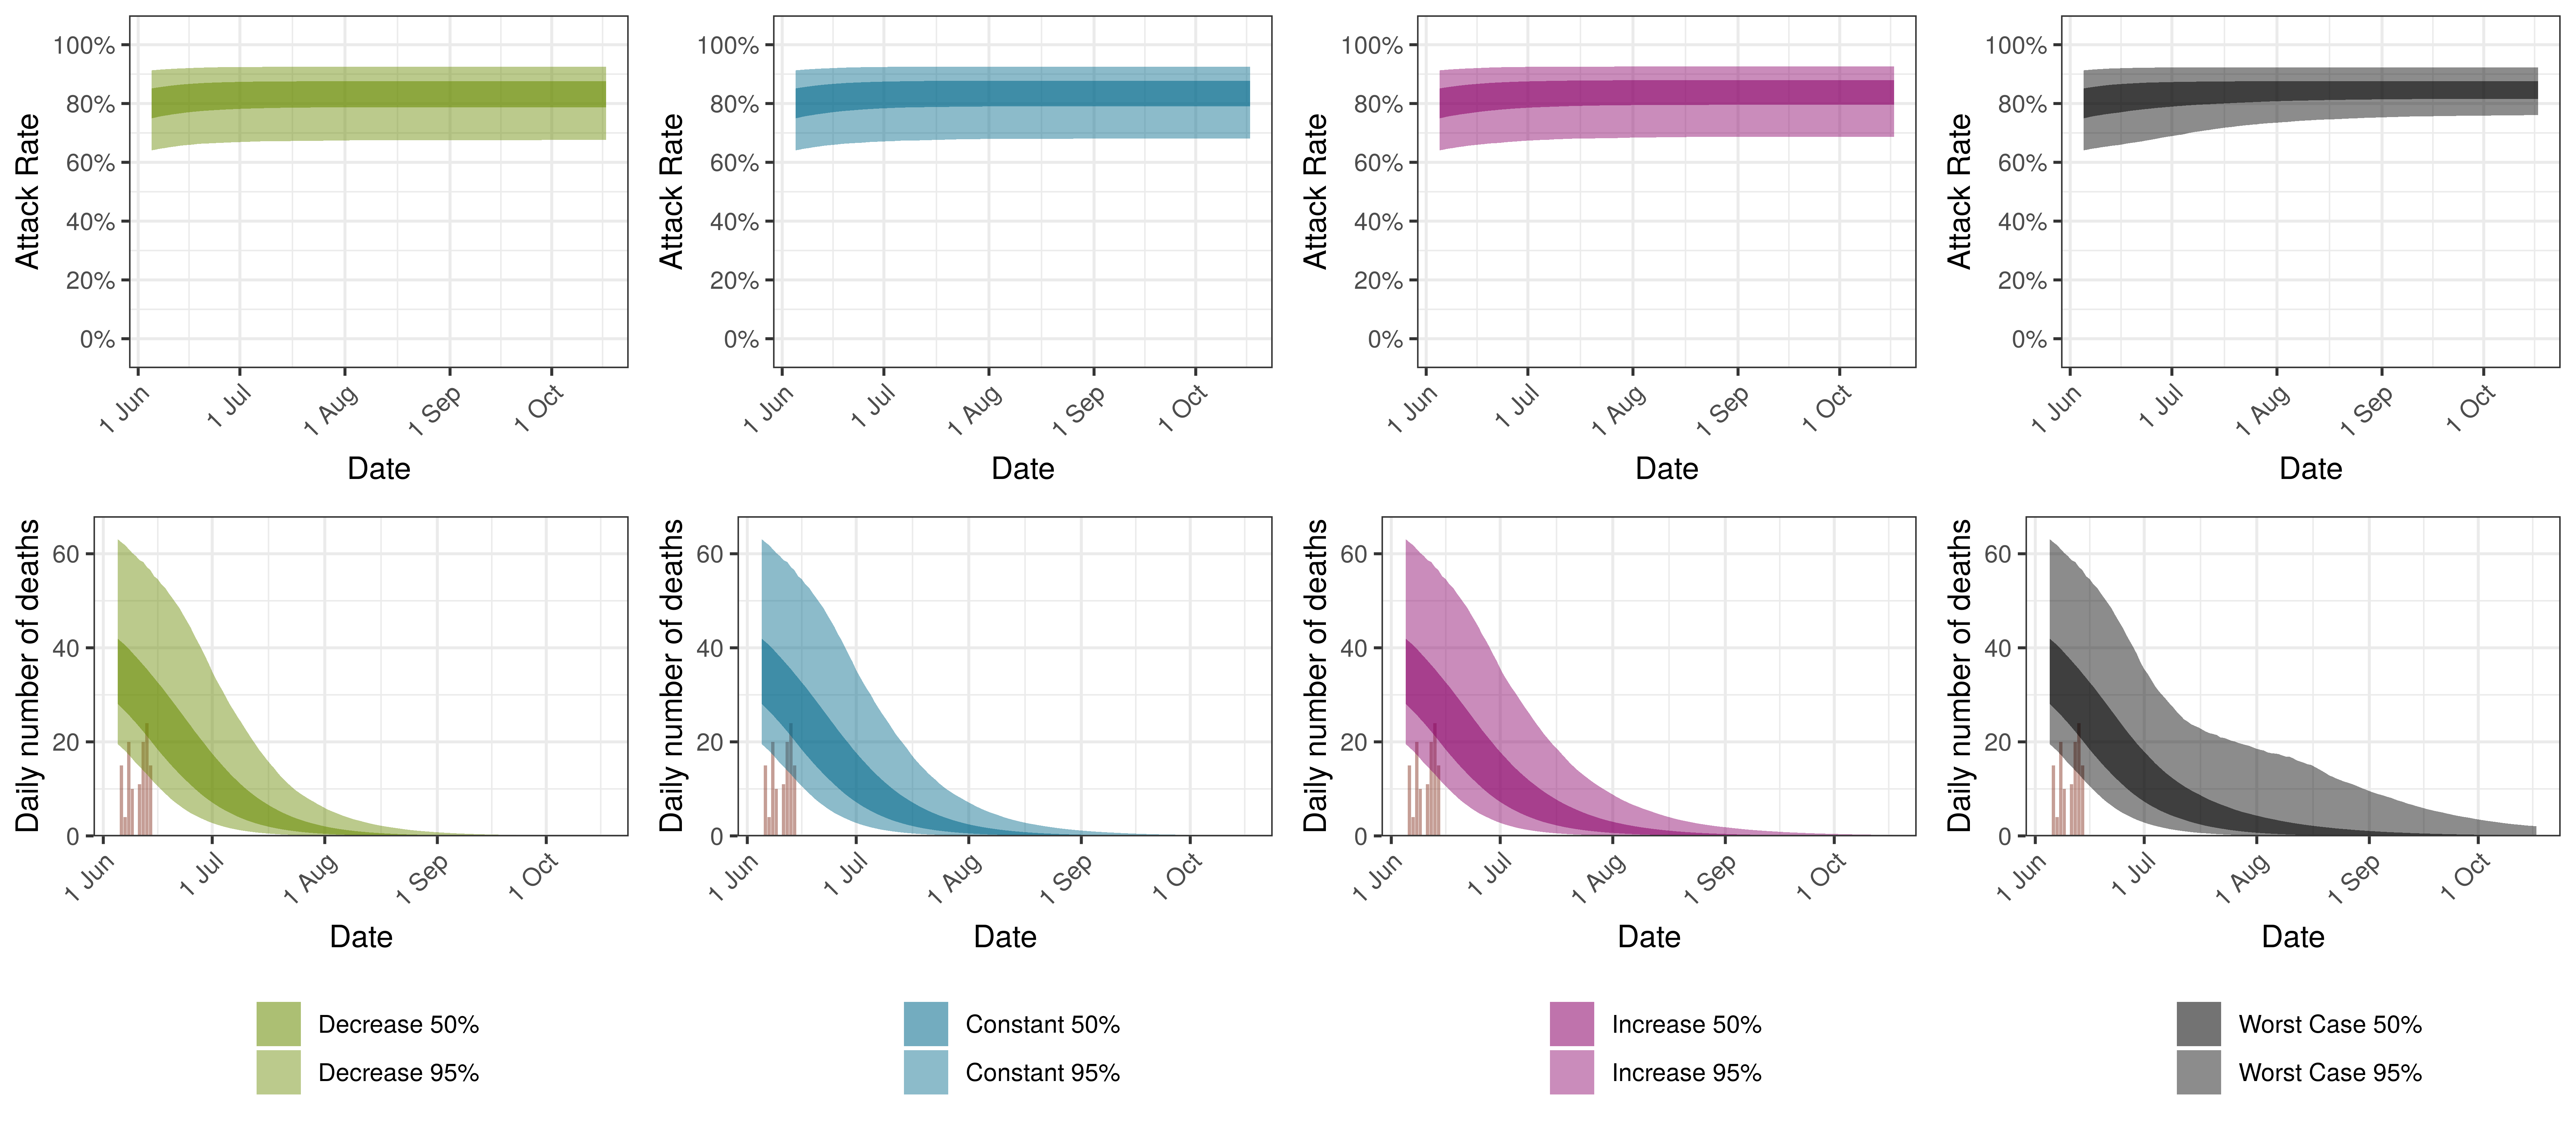 Attack Rate
100%
80%
60%
40%
20%
0%
1 Jun
1 Jul
1 Aug
1 Sep
1 Oct
Date
Attack Rate
100%
80%
60%
40%
20%
0%
1 Jun
1 Jul
1 Aug
1 Sep
1 Oct
Date
Attack Rate
100%
80%
60%
40%
20%
0%
1 Jun
1 Jul
1 Aug
1 Sep
1 Oct
Date
Attack Rate
100%
80%
60%
40%
20%
0%
1 Jun
1 Jul
1 Aug
1 Sep
1 Oct
Date
Daily number of deaths
60
40
20
0
1 Jun
1 Jul
1 Aug
1 Sep
1 Oct
Date
Daily number of deaths
60
40
20
0
1 Jun
1 Jul
1 Aug
1 Sep
1 Oct
Date
Daily number of deaths
60
40
20
0
1 Jun
1 Jul
1 Aug
1 Sep
1 Oct
Date
Daily number of deaths
60
40
20
0
1 Jun
1 Jul
1 Aug
1 Sep
1 Oct
Date
Decrease 50%
Decrease 95%
Constant 50%
Constant 95%
Increase 50%
Increase 95%
Worst Case 50%
Worst Case 95%